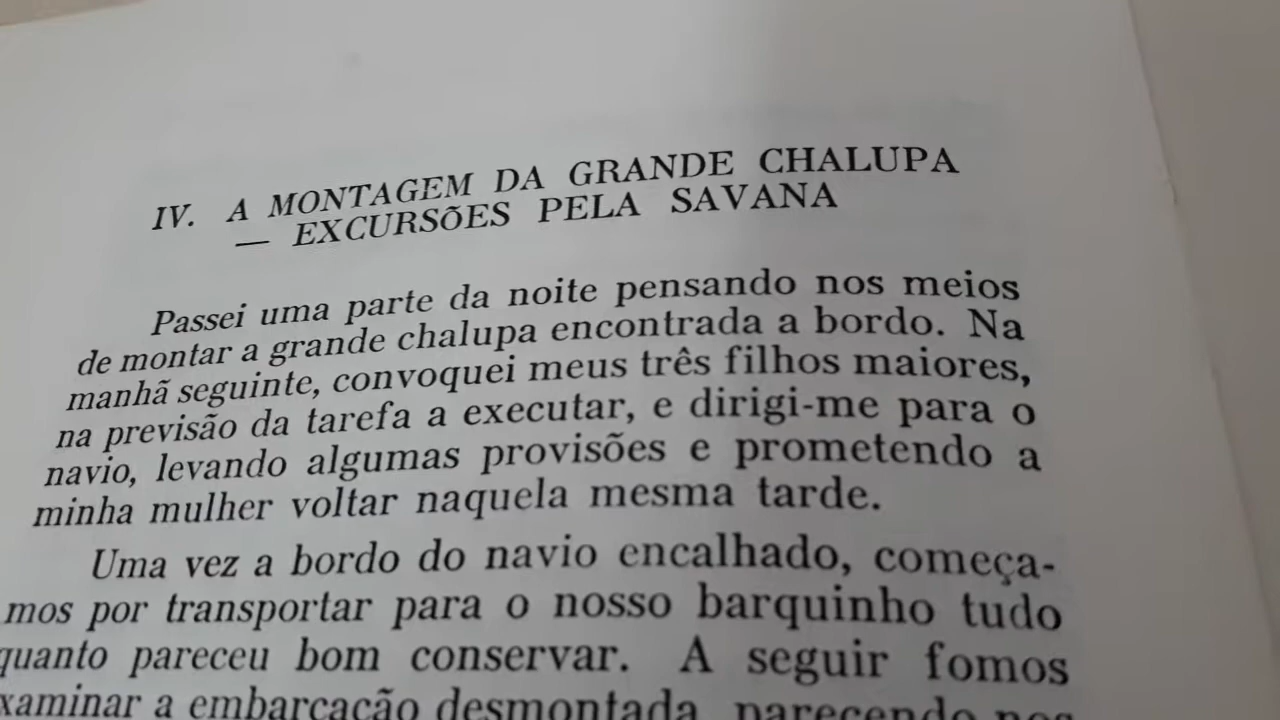 IV. A MONTAGEM DA GRANDE CHALUPA
— EXCURSÕES PELA SAVANA
Passei uma parte da noite pensando nos meios
de montar a grande chalupa encontrada a bordo. Na
manhã seguinte, convoquei meus três filhos maiores,
na previsão da tarefa a executar, e dirigi-me para o
navio, levando algumas provisões e prometendo a
minha mulher voltar naquela mesma tarde.
Uma vez a bordo do navio encalhado, começa-
mos por transportar para o nosso barquinho tudo
quanto pareceu bom conservar. A seguir fomos
xaminar a embarcação desmontada, parecendo nos